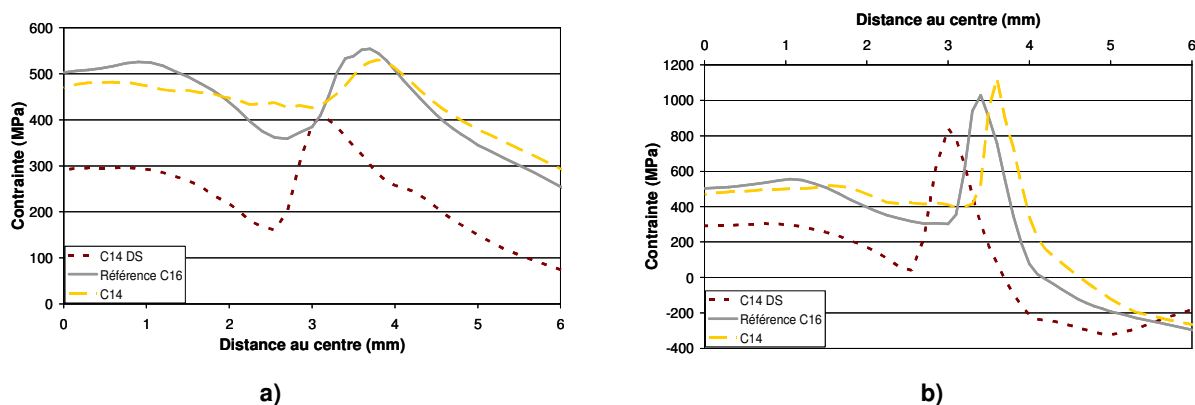 600
500
400
300
200
100
0
Contrainte (MPa)
C14 DS
Référence C16
C14
0 1 2 3 4 5 6
Distance au centre (mm)
a)
Distance au centre (mm)
0 1 2 3 4 5 6
1200
1000
800
600
400
200
0
-200
-400
Contrainte (MPa)
C14 DS
Référence C16
C14
b)